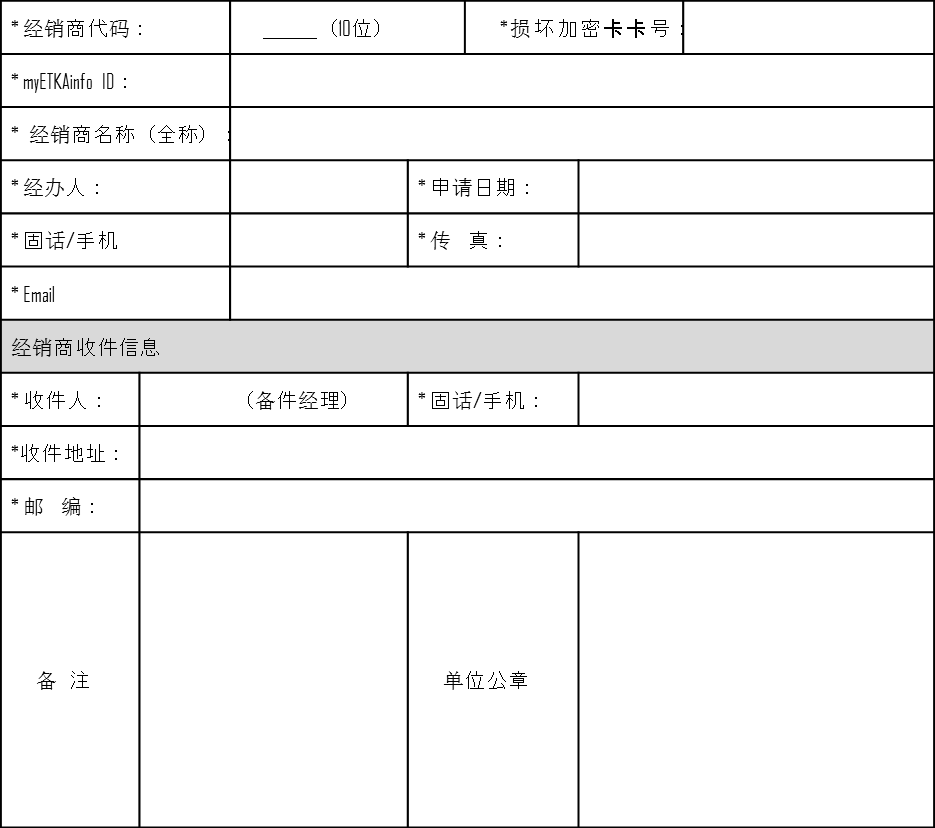 *经销商代码： _____ (10位) *损坏加密卡卡号：
*myETKAinfo ID：
* 经销商名称（全称）：
*经办人： *申请日期：
*固话/手机 *传 真：
*Email
经销商收件信息
*收件人： （备件经理） *固话/手机：
*收件地址：
*邮 编：
备 注 单位公章